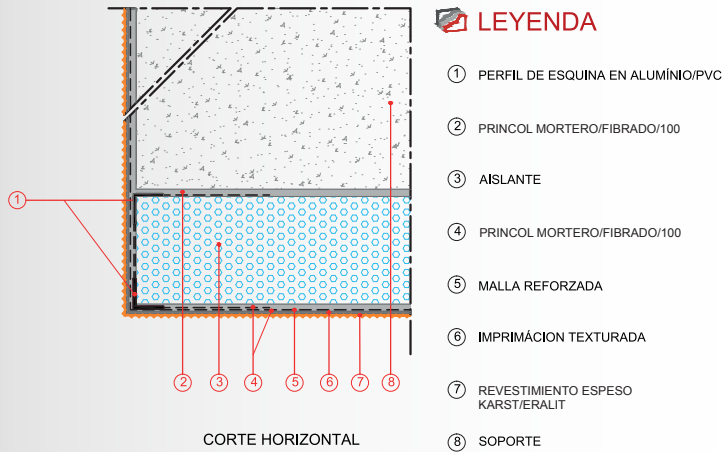 LEYENDA
1 PERFIL DE ESQUINA EN ALUMÍNIO/PVC
2 PRINCOL MORTERO/FIBRADO/100
3 AÍSLANTE
4 PRINCOL MORTERO/FIBRADO/100
5 MALLA REFORZADA
6 IMPRIMÁCION TEXTURADA
7 REVESTIMIENTO ESPESO
KARST/ERALIT
8 SOPORTE
1
2 3 4 5 6 7 8
CORTE HORIZONTAL